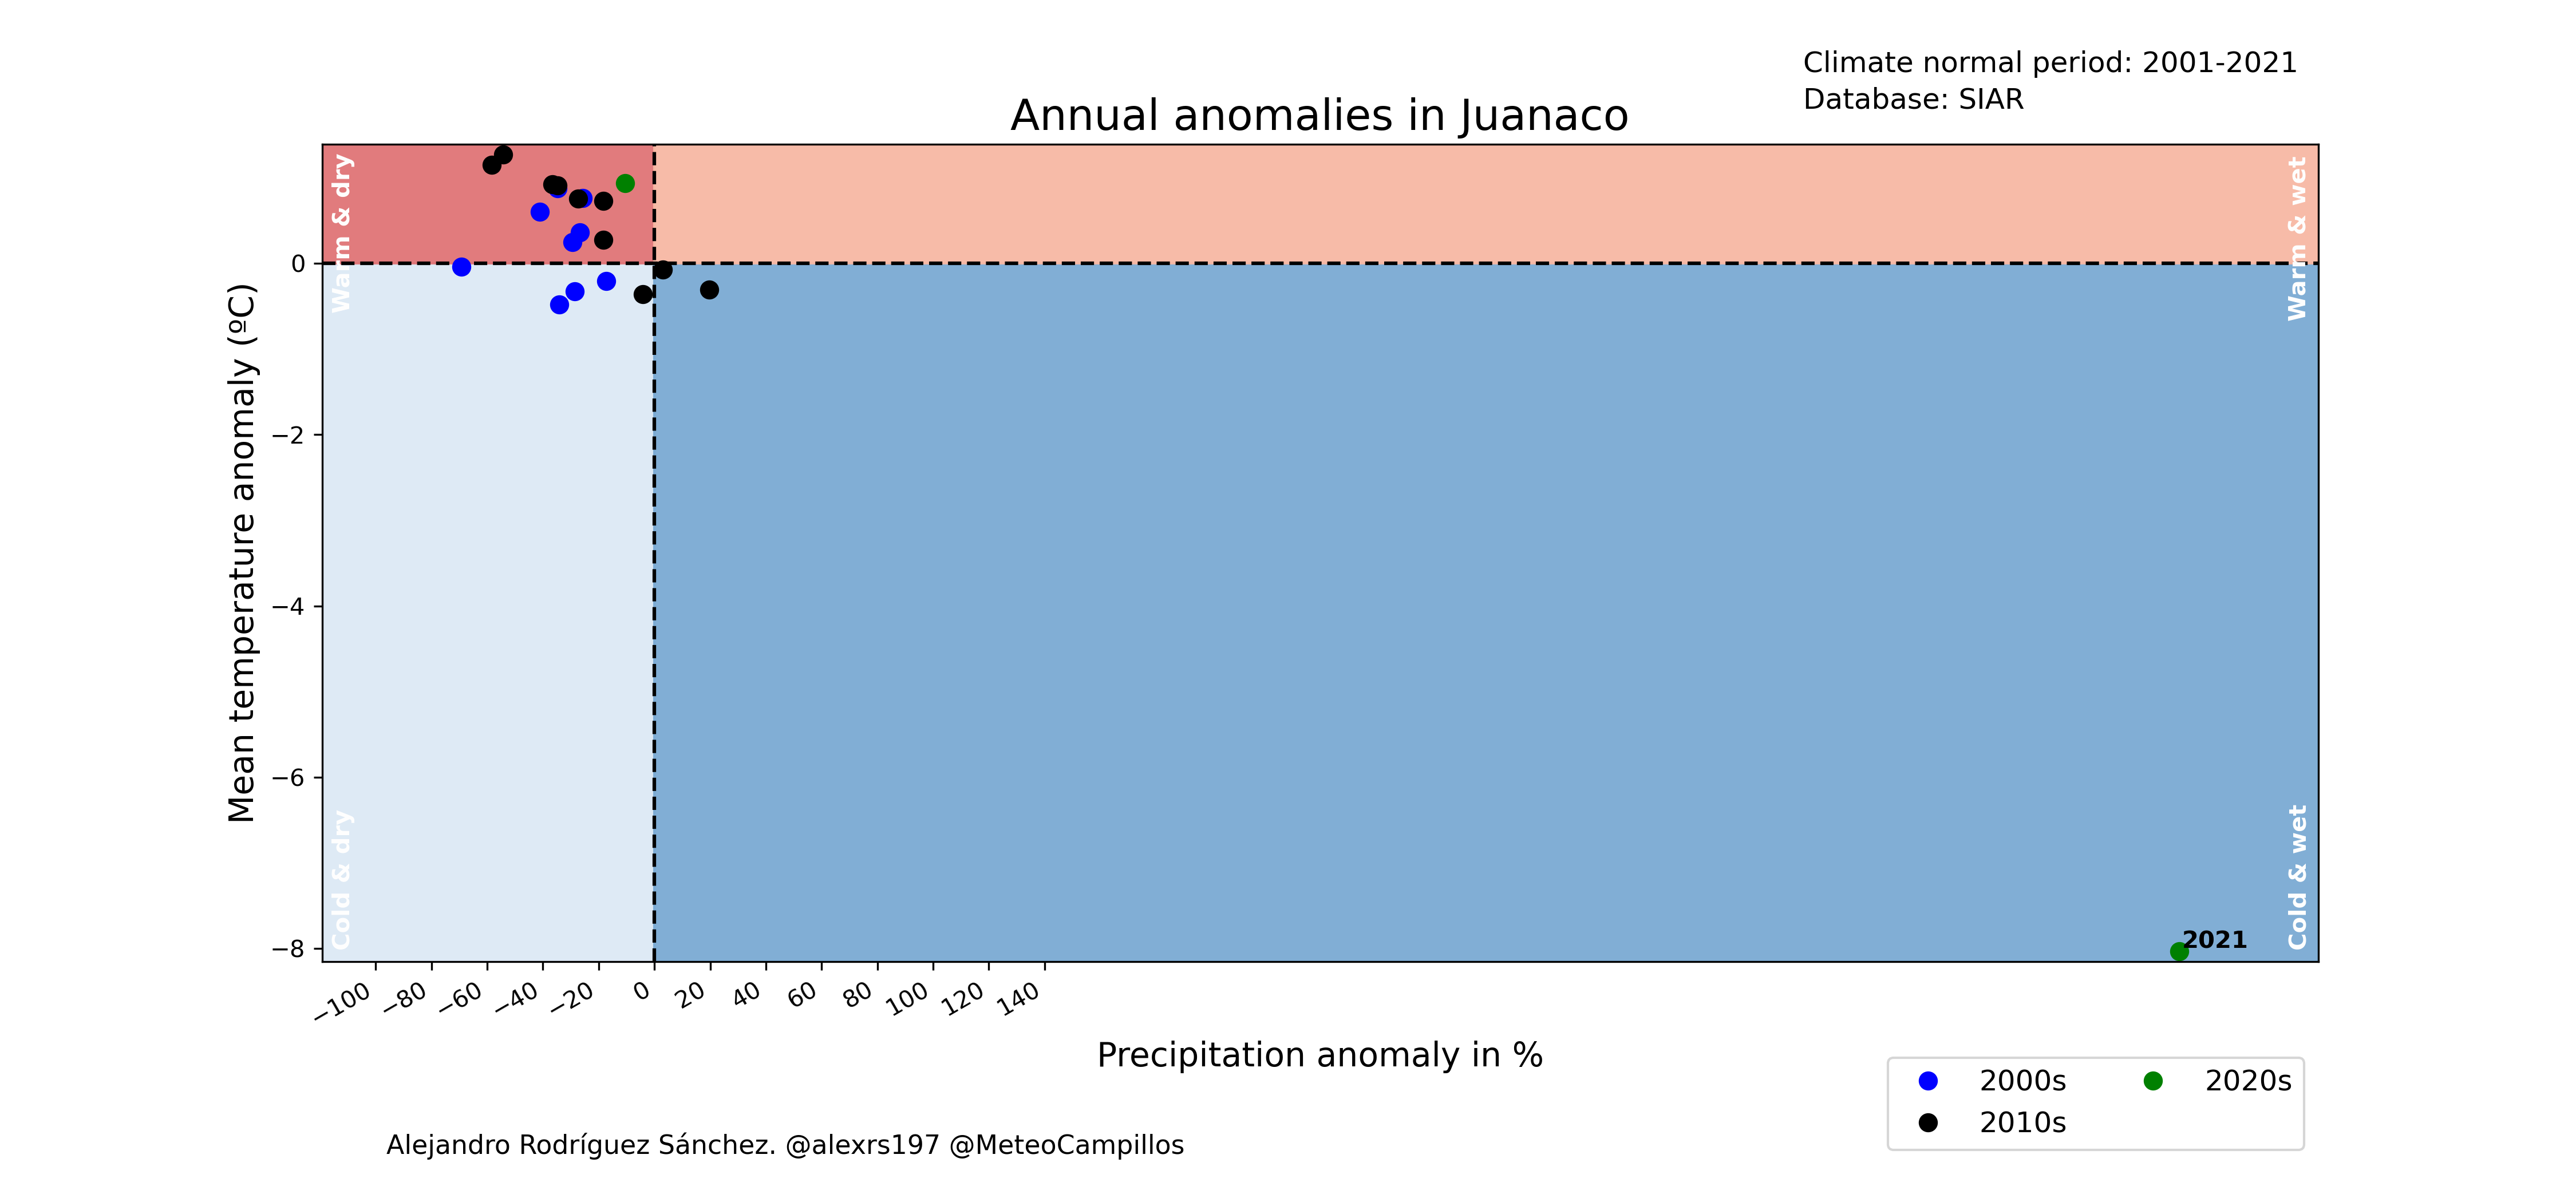 Climate normal period: 2001-2021
Database: SIAR
Annual anomalies in Juanaco
Warm & dry
Warm & wet
Mean temperature anomaly (ºC)
0
−2
−4
−6
−8
Cold & dry
Cold & wet
2021
−100 −80 −60 −40 −20 0 20 40 60 80 100 120 140
Precipitation anomaly in %
2000s 2020s
2010s
Alejandro Rodríguez Sánchez. @alexrs197 @MeteoCampillos